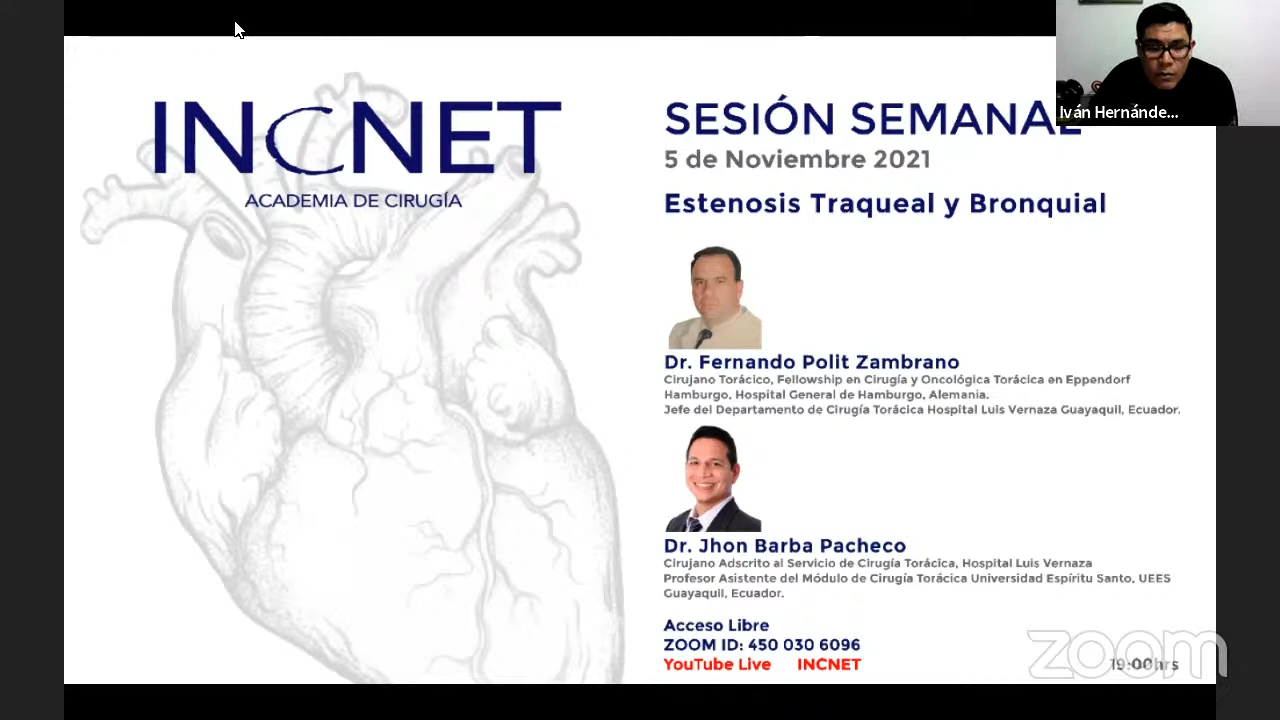 INCNET
ACADEMIA DE CIRUGÍA
SESIÓN SEMANAL
5 de Noviembre 2021
Estenosis Traqueal y Bronquial
Dr. Fernando Polit Zambrano
Cirujano Torácico, Fellowship en Cirugía y Oncológica Torácica en Eppendorf
Hamburgo, Hospital General de Hamburgo, Alemania.
Jefe del Departamento de Cirugía Torácica Hospital Luis Vernaza Guayaquil, Ecuador.
Dr. Jhon Barba Pacheco
Cirujano Adscrito al Servicio de Cirugía Torácica, Hospital Luis Vernaza
Profesor Asistente del Módulo de Cirugía Torácica Universidad Espíritu Santo, UEES
Guayaquil, Ecuador.
Acceso Libre
ZOOM ID: 450 030 6096
YouTube Live INCNET
19:00hrs
zoom
Iván Hernánde...